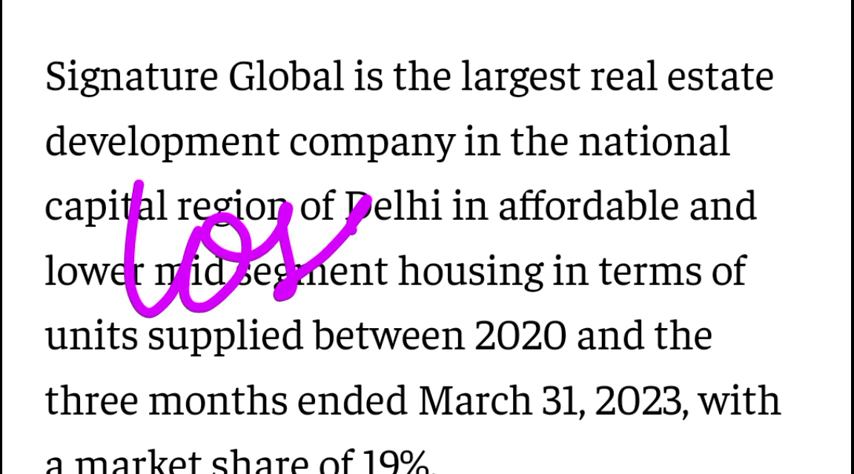 Signature Global is the largest real estate
development company in the national
capital region of Delhi in affordable and
lower mid segment housing in terms of
units supplied between 2020 and the
three months ended March 31, 2023, with
a market share of 19%.
los